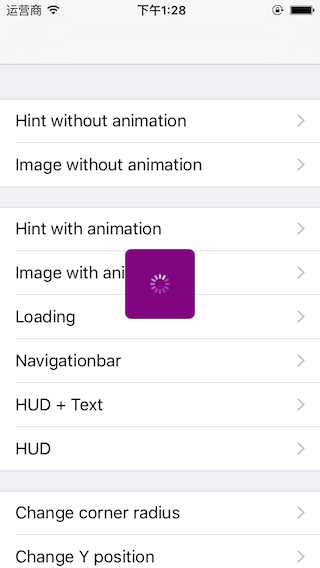 运营商 下午1:28
Hint without animation
Image without animation
Hint with animation
Image with ani
Loading
Navigationbar
HUD + Text
HUD
Change corner radius
Change Y position